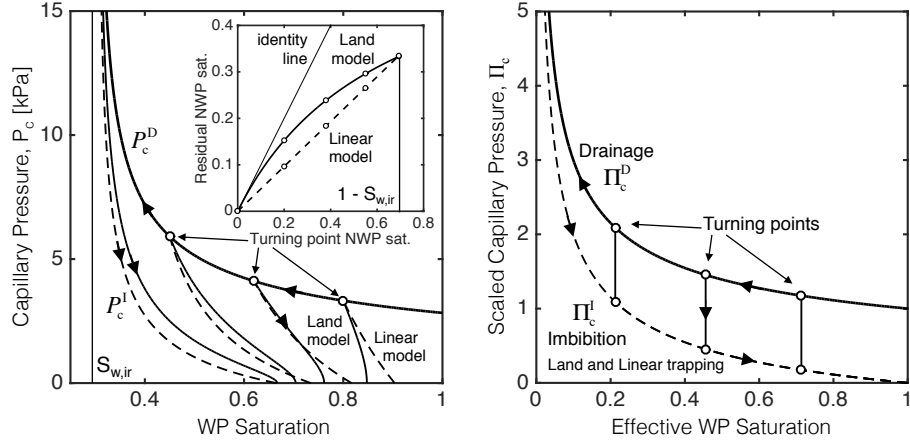 15
10
5
0
Capillary Pressure, P_c [kPa]
P_c^D
P_c^I
S_w,ir
0.4
0.6
0.8
1
WP Saturation
Land
model
Linear
model
Turning point NWP sat.
0.4
0.3
0.2
0.1
0
Residual NWP sat.
identity
line
Land
model
Linear
model
1 - S_w,ir
0
0.2
0.4
0.6
0.8
5
4
3
2
1
0
Scaled Capillary Pressure, Π_c
Drainage
Π_c^D
Turning points
Π_c^I
Imbibition
Land and Linear trapping
0
0.2
0.4
0.6
0.8
1
Effective WP Saturation